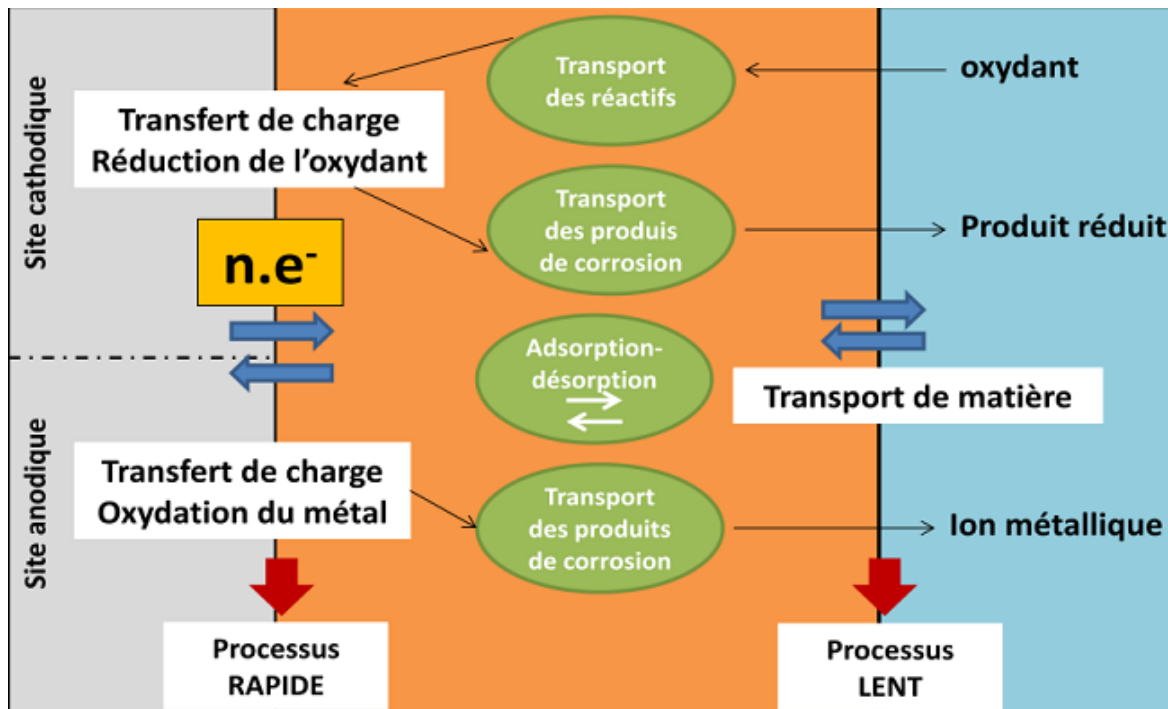 Site cathodique
Transport
des réactifs
oxydant
Transfert de charge
Réduction de l'oxydant
Transport
des produis
de corrosion
Produit réduit
n.e⁻
Adsorption-
désorption
Transport de matière
Site anodique
Transfert de charge
Oxydation du métal
Transport
des produits
de corrosion
Ion métallique
Processus
RAPIDE
Processus
LENT